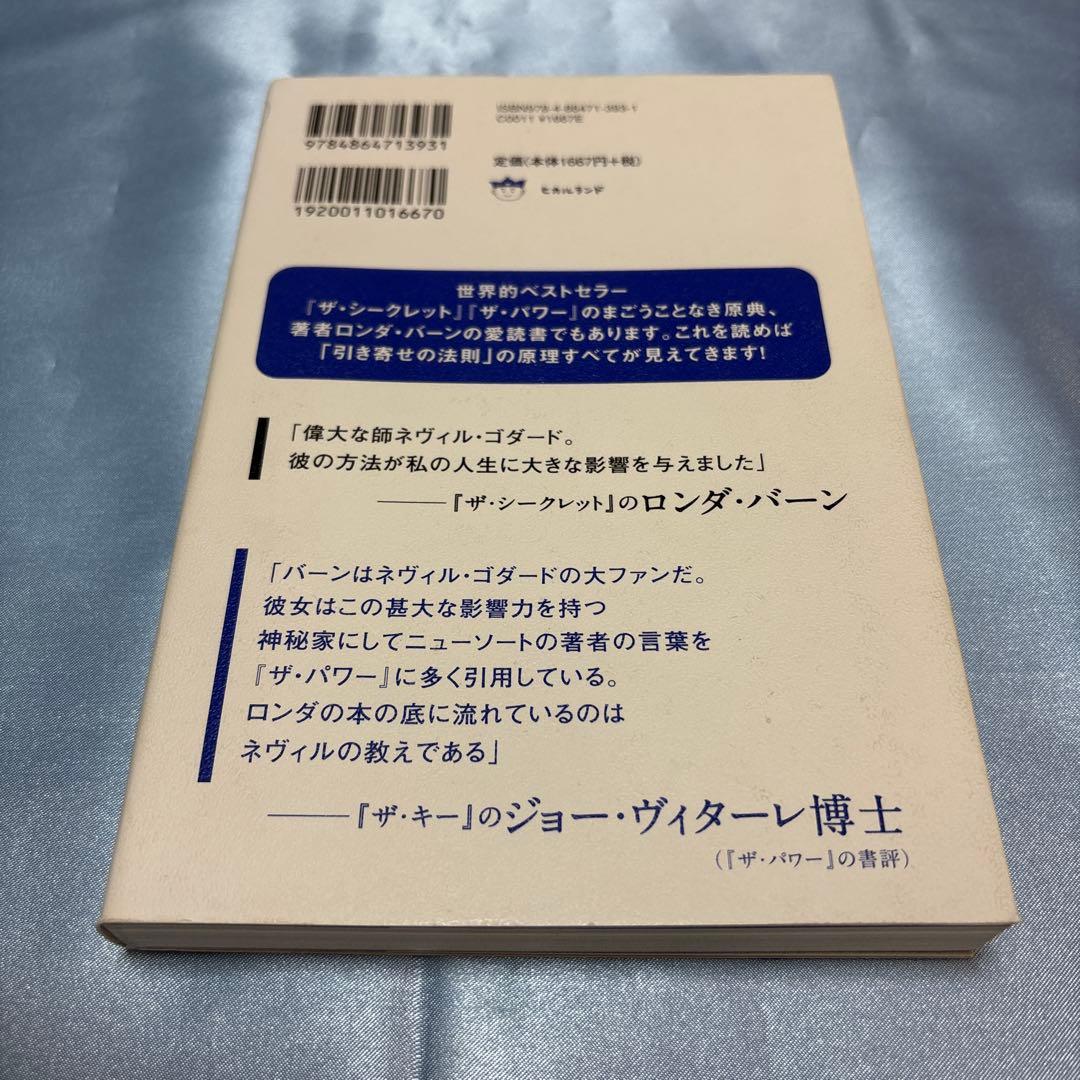 9784864713931
ISBN978-4-86471-393-1
C0011 ¥1667E
1920011016670
定価(本体1667円+税)
ヒカルランド
世界的ベストセラー
『ザ・シークレット』『ザ・パワー』のまごうことなき原典、
著者ロンダ・バーンの愛読書でもあります。これを読めば
「引き寄せの法則」の原理すべてが見えてきます!
「偉大な師ネヴィル・ゴダード。
彼の方法が私の人生に大きな影響を与えました」
――『ザ・シークレット』のロンダ・バーン
「バーンはネヴィル・ゴダードの大ファンだ。
彼女はこの甚大な影響力を持つ
神秘家にしてニューソートの著者の言葉を
『ザ・パワー』に多く引用している。
ロンダの本の底に流れているのは
ネヴィルの教えである」
――『ザ・キー』のジョー・ヴィターレ博士
(『ザ・パワー』の書評)